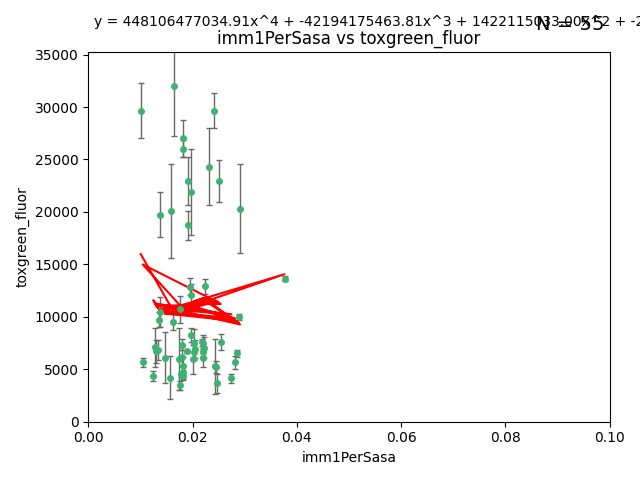 y = 448106477034.91x^4 + -42194175463.81x^3 + 1422115033.00x^2 + -2
N = 55
imm1PerSasa vs toxgreen_fluor
35000
30000
25000
20000
15000
10000
5000
0
toxgreen_fluor
0.00 0.02 0.04 0.06 0.08 0.10
imm1PerSasa